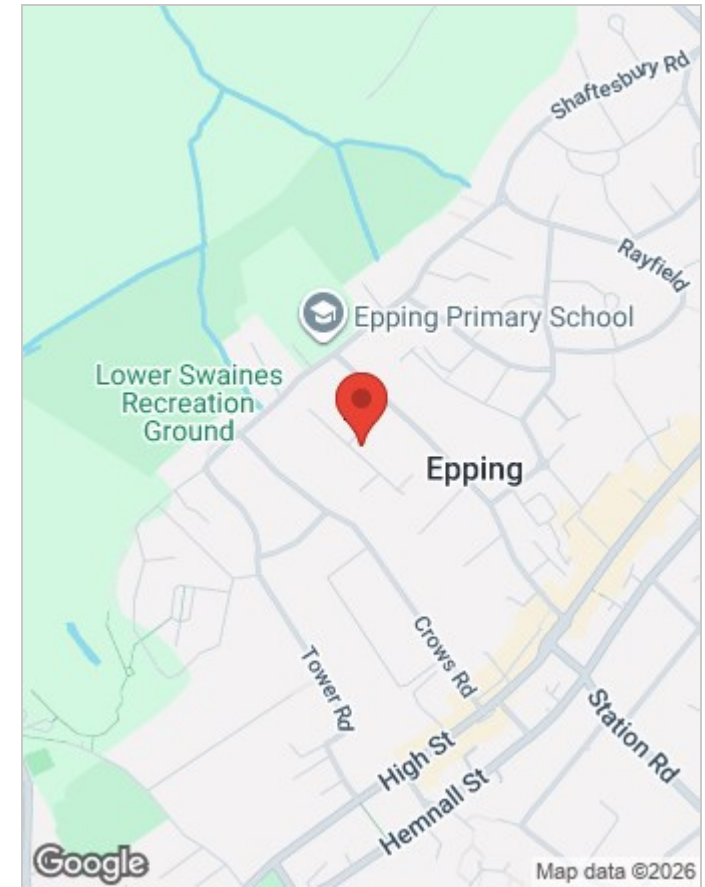 Shaftesbury Rd
Rayfield
Epping Primary School
Lower Swaines
Recreation
Ground
Epping
Crows Rd
Tower Rd
Station Rd
High St
Hemnall St
Google
Map data ©2026